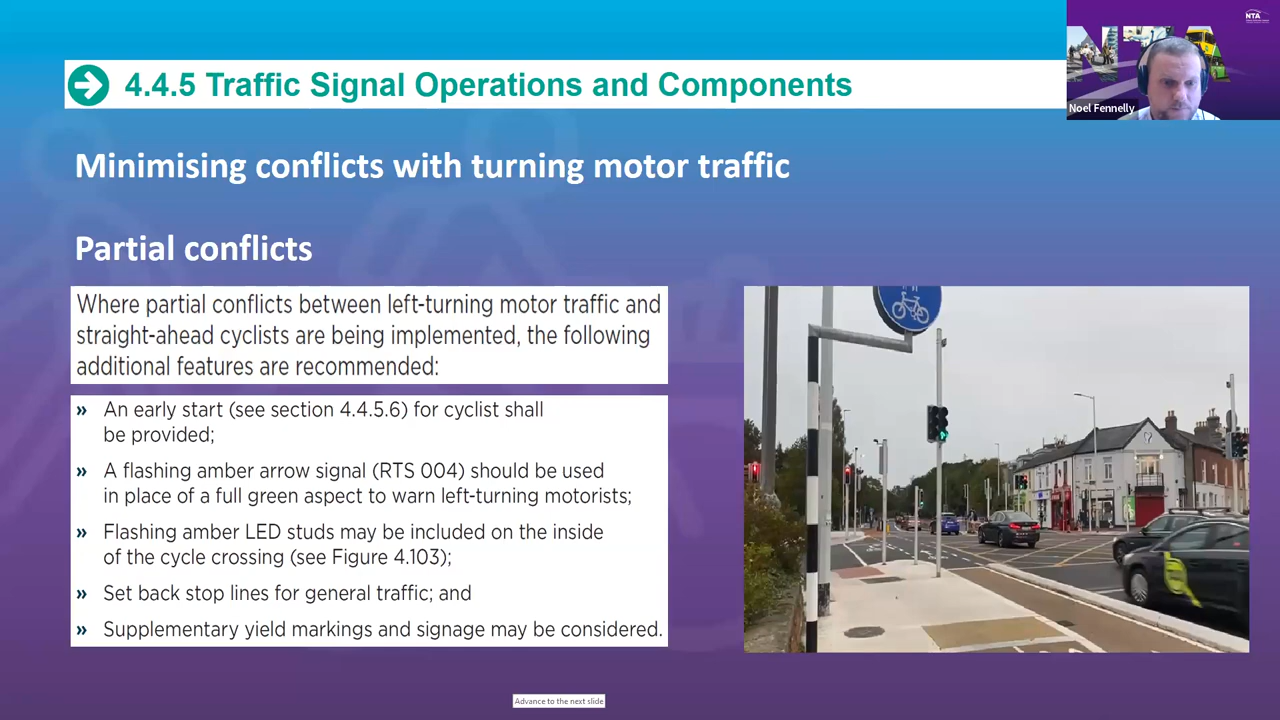 NTA
Noel Fennelly
4.4.5 Traffic Signal Operations and Components
Minimising conflicts with turning motor traffic
Partial conflicts
Where partial conflicts between left-turning motor traffic and
straight-ahead cyclists are being implemented, the following
additional features are recommended:
» An early start (see section 4.4.5.6) for cyclist shall
be provided;
» A flashing amber arrow signal (RTS 004) should be used
in place of a full green aspect to warn left-turning motorists;
» Flashing amber LED studs may be included on the inside
of the cycle crossing (see Figure 4.103);
» Set back stop lines for general traffic; and
» Supplementary yield markings and signage may be considered.
Advance to the next slide